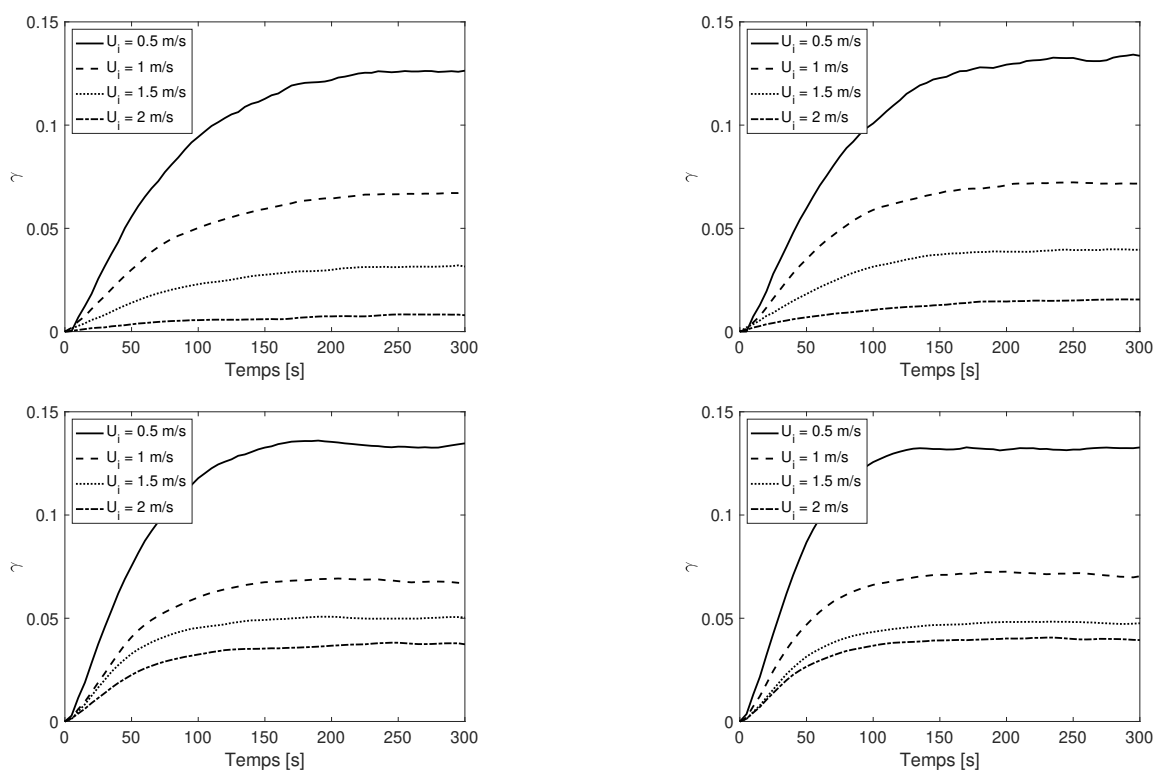 0.15
0.1
0.05
0
γ
U_i = 0.5 m/s
U_i = 1 m/s
U_i = 1.5 m/s
U_i = 2 m/s
0 50 100 150 200 250 300
Temps [s]
0.15
0.1
0.05
0
γ
U_i = 0.5 m/s
U_i = 1 m/s
U_i = 1.5 m/s
U_i = 2 m/s
0 50 100 150 200 250 300
Temps [s]
0.15
0.1
0.05
0
γ
U_i = 0.5 m/s
U_i = 1 m/s
U_i = 1.5 m/s
U_i = 2 m/s
0 50 100 150 200 250 300
Temps [s]
0.15
0.1
0.05
0
γ
U_i = 0.5 m/s
U_i = 1 m/s
U_i = 1.5 m/s
U_i = 2 m/s
0 50 100 150 200 250 300
Temps [s]